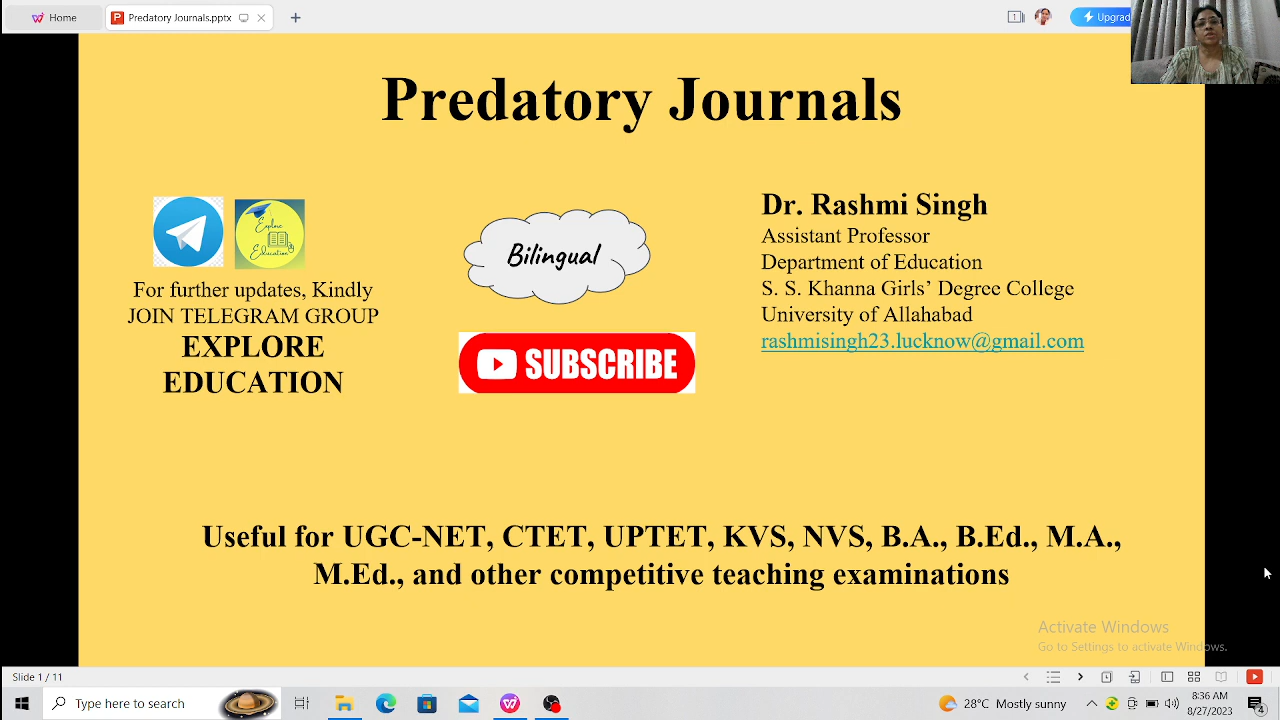 Home
Predatory Journals.pptx
1
Upgrad
Predatory Journals
Explore
Education
For further updates, Kindly
JOIN TELEGRAM GROUP
EXPLORE
EDUCATION
Bilingual
SUBSCRIBE
Dr. Rashmi Singh
Assistant Professor
Department of Education
S. S. Khanna Girls’ Degree College
University of Allahabad
rashmisingh23.lucknow@gmail.com
Useful for UGC-NET, CTET, UPTET, KVS, NVS, B.A., B.Ed., M.A.,
M.Ed., and other competitive teaching examinations
Activate Windows
Go to Settings to activate Windows.
Slide 1 / 11
Type here to search
28°C Mostly sunny
8:36 AM
8/27/2023
4